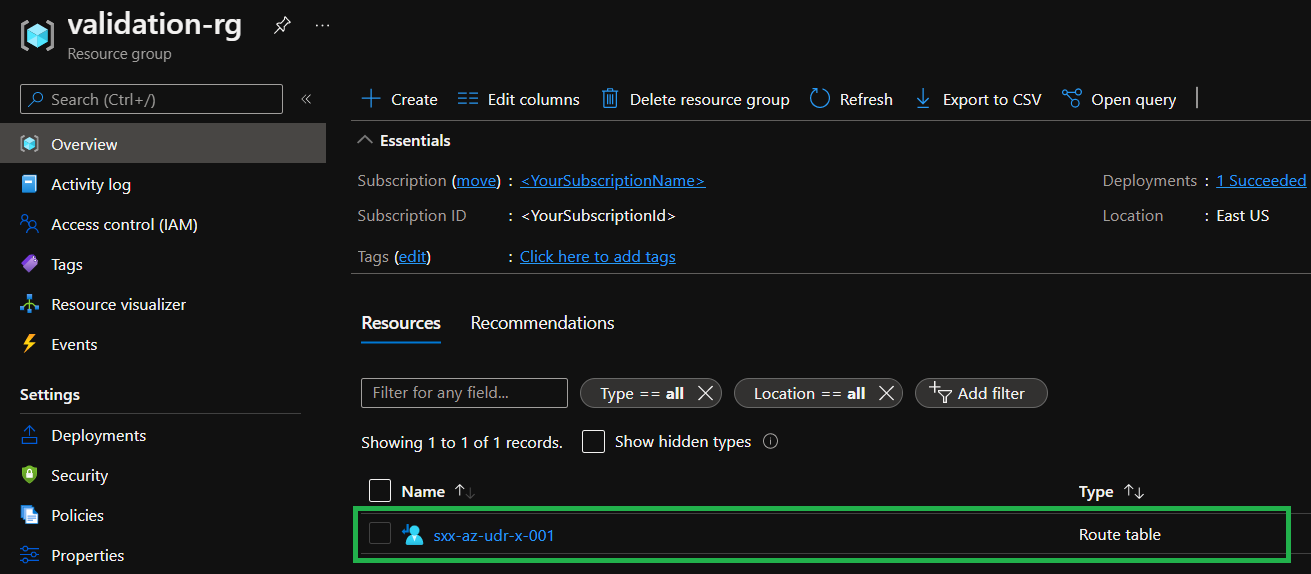 validation-rg
Resource group
Search (Ctrl+/)
Overview
Activity log
Access control (IAM)
Tags
Resource visualizer
Events
Settings
Deployments
Security
Policies
Properties
Create Edit columns Delete resource group Refresh Export to CSV Open query
Essentials
Subscription (move) : <YourSubscriptionName> Deployments : 1 Succeeded
Subscription ID : <YourSubscriptionId> Location : East US
Tags (edit) : Click here to add tags
Resources Recommendations
Filter for any field... Type == all Location == all Add filter
Showing 1 to 1 of 1 records. Show hidden types
Name Type
sxx-az-udr-x-001 Route table